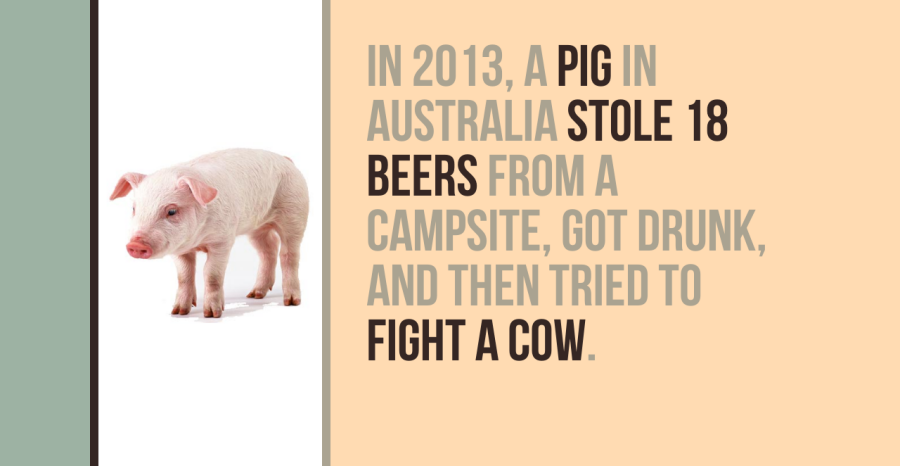 IN 2013, A PIG IN
AUSTRALIA STOLE 18
BEERS FROM A
CAMPSITE, GOT DRUNK,
AND THEN TRIED TO
FIGHT A COW.